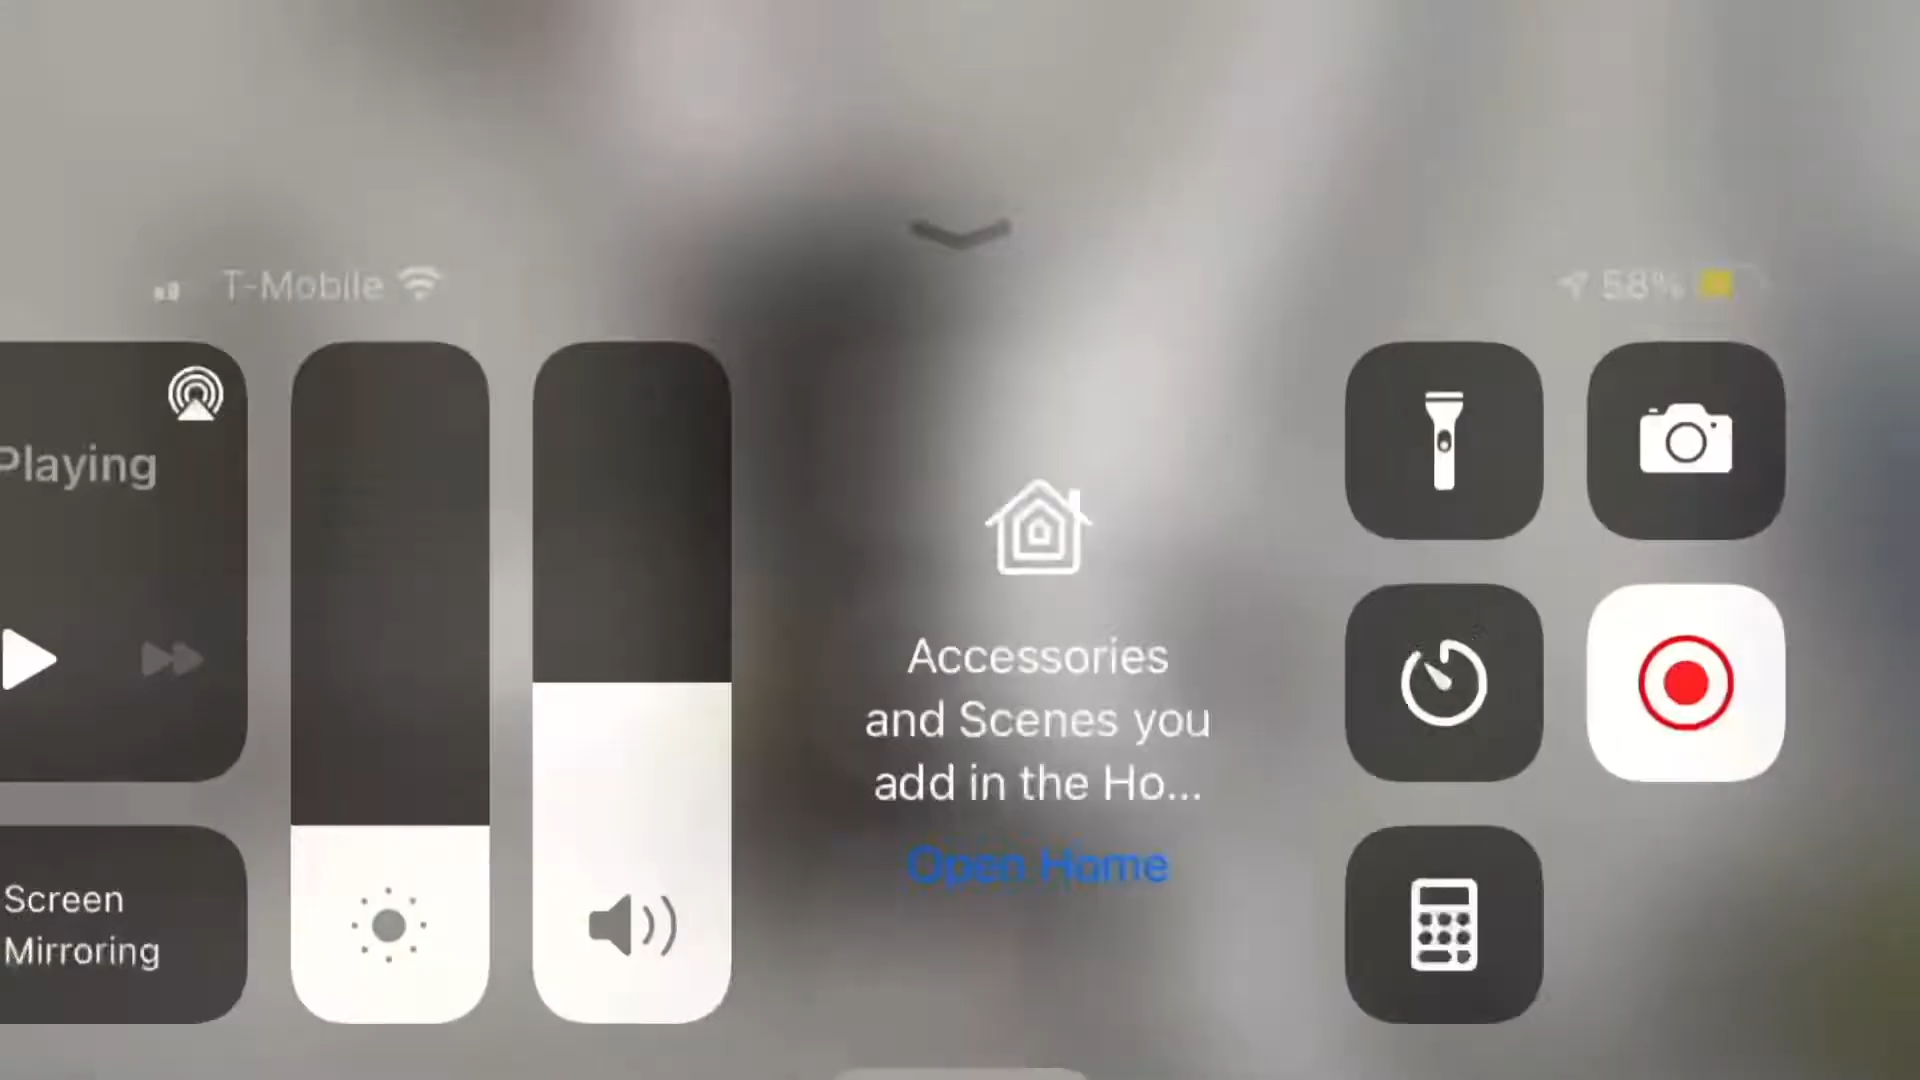 T-Mobile
58%
Playing
Accessories
and Scenes you
add in the Ho...
Open Home
Screen
Mirroring